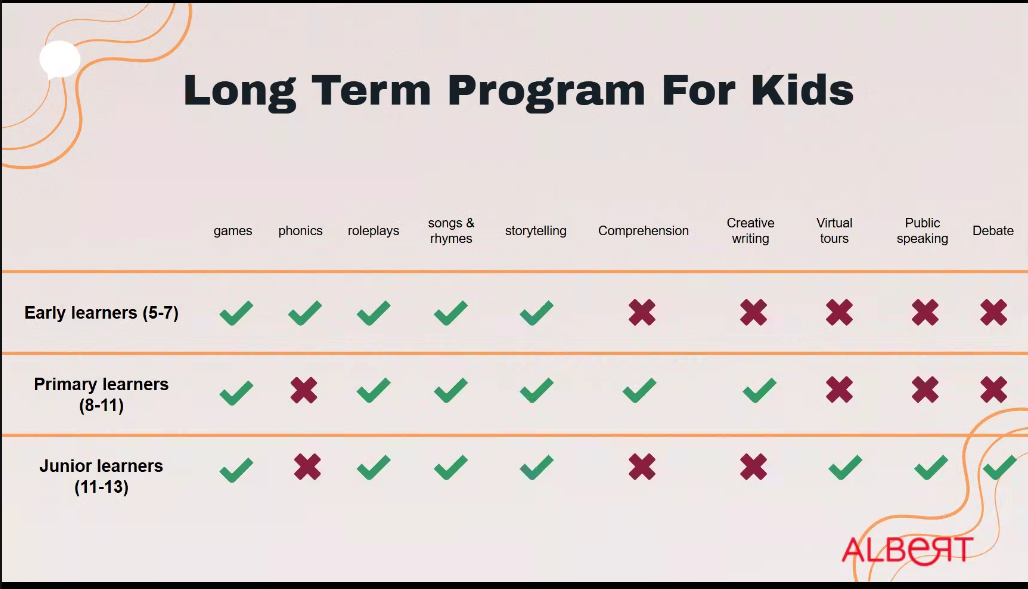 Long Term Program For Kids
games phonics roleplays songs & rhymes storytelling Comprehension Creative writing Virtual tours Public speaking Debate
Early learners (5-7)
Primary learners
(8-11)
Junior learners
(11-13)
ALBERT